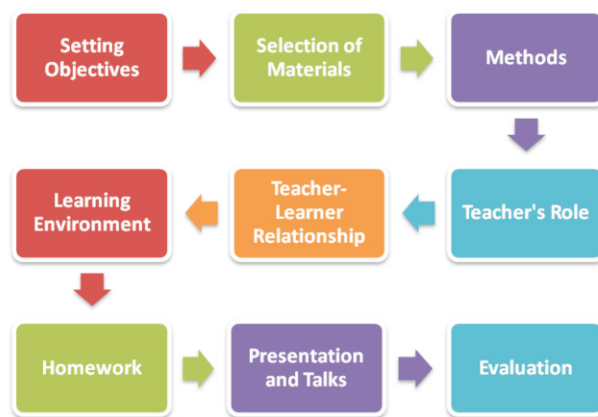 Setting
Objectives
Selection of
Materials
Methods
Teacher's Role
Teacher-
Learner
Relationship
Learning
Environment
Homework
Presentation
and Talks
Evaluation